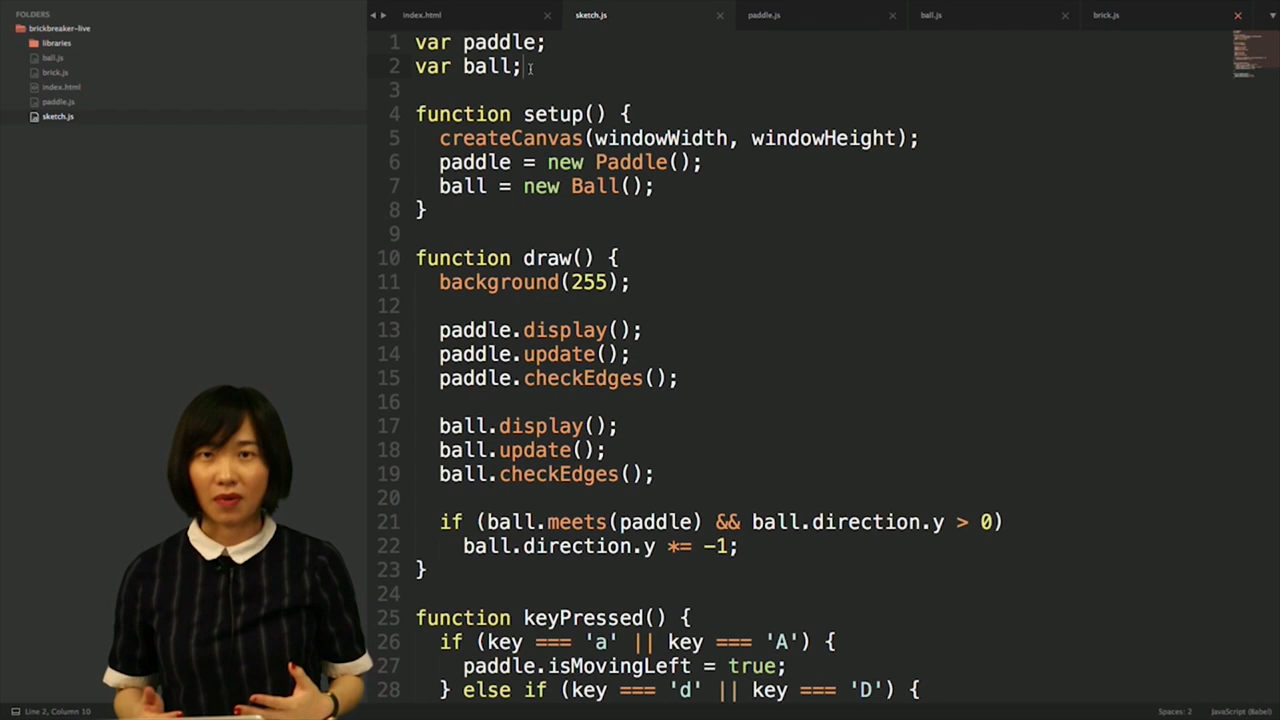 FOLDERS
brickbreaker-live
libraries
ball.js
brick.js
index.html
paddle.js
sketch.js
index.html
sketch.js
paddle.js
ball.js
brick.js
1 var paddle;
2 var ball;
3
4 function setup() {
5 createCanvas(windowWidth, windowHeight);
6 paddle = new Paddle();
7 ball = new Ball();
8 }
9
10 function draw() {
11 background(255);
12
13 paddle.display();
14 paddle.update();
15 paddle.checkEdges();
16
17 ball.display();
18 ball.update();
19 ball.checkEdges();
20
21 if (ball.meets(paddle) && ball.direction.y > 0)
22 ball.direction.y *= -1;
23 }
24
25 function keyPressed() {
26 if (key === 'a' || key === 'A') {
27 paddle.isMovingLeft = true;
28 } else if (key === 'd' || key === 'D') {
Line 2, Column 10
Spaces: 2
JavaScript (Babel)